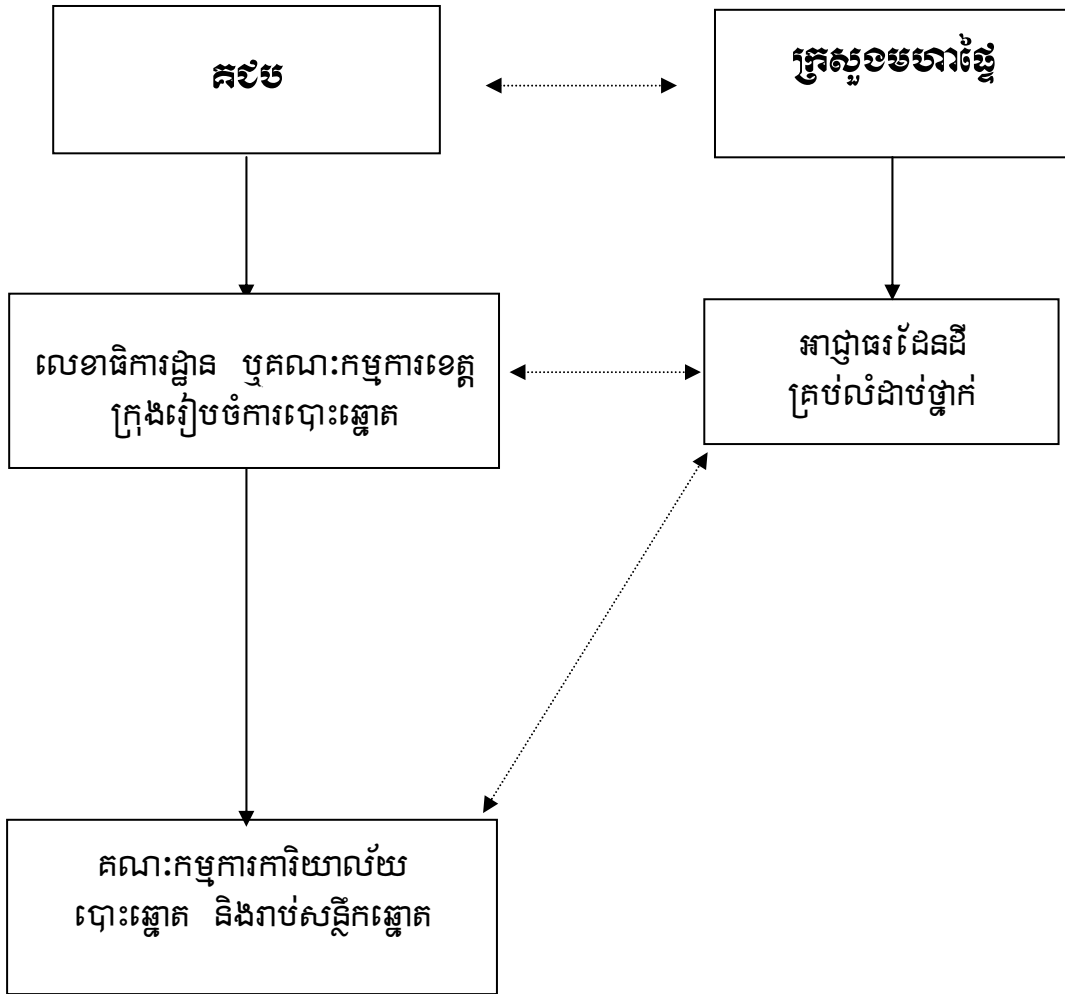 គជប
ក្រសួងមហាផ្ទៃ
លេខាធិការដ្ឋាន ឬគណៈកម្មការខេត្ត
ក្រុងរៀបចំការបោះឆ្នោត
អាជ្ញាធរដែនដី
គ្រប់លំដាប់ថ្នាក់
គណៈកម្មការការិយាល័យ
បោះឆ្នោត និងរាប់សន្លឹកឆ្នោត